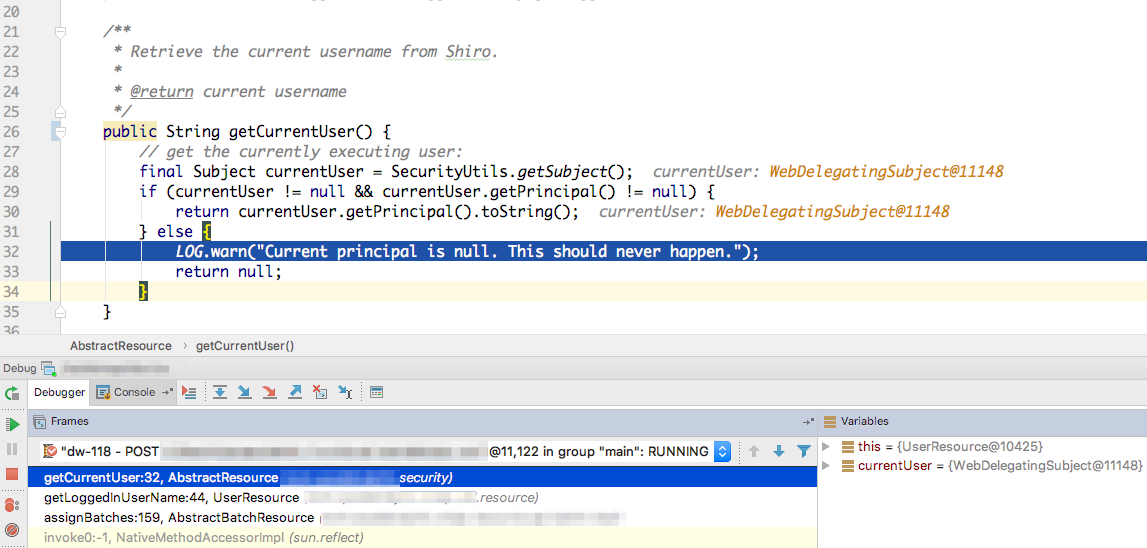 20
21 /**
22 * Retrieve the current username from Shiro.
23 *
24 * @return current username
25 */
26 public String getCurrentUser() {
27 // get the currently executing user:
28 final Subject currentUser = SecurityUtils.getSubject(); currentUser: WebDelegatingSubject@11148
29 if (currentUser != null && currentUser.getPrincipal() != null) {
30 return currentUser.getPrincipal().toString(); currentUser: WebDelegatingSubject@11148
31 } else {
32 LOG.warn("Current principal is null. This should never happen.");
33 return null;
34 }
35 }
36
AbstractResource › getCurrentUser()
Debug
Debugger Console
Frames
"dw-118 - POST @11,122 in group "main": RUNNING
getCurrentUser:32, AbstractResource security)
getLoggedInUserName:44, UserResource .resource)
assignBatches:159, AbstractBatchResource
invoke0:-1, NativeMethodAccessorImpl (sun.reflect)
Variables
this = {UserResource@10425}
currentUser = {WebDelegatingSubject@11148}